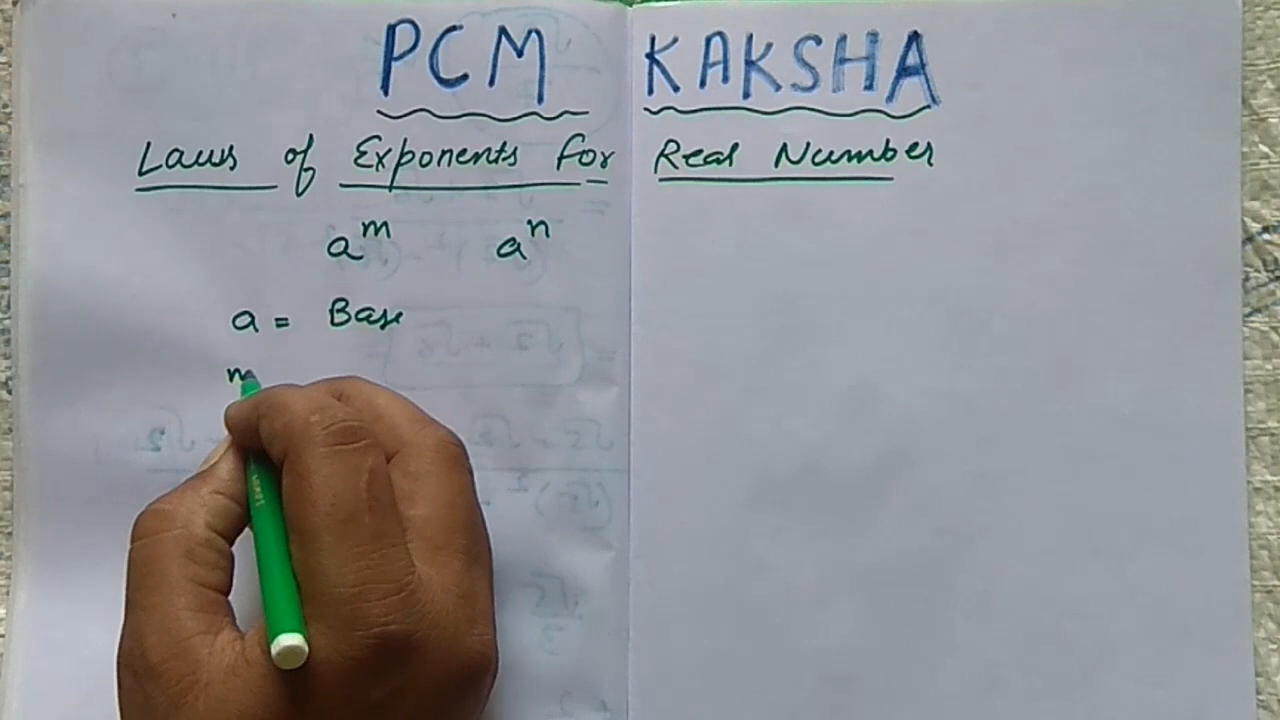 PCM KAKSHA
Laws of Exponents for Real Number
a^m a^n
a = Base
m